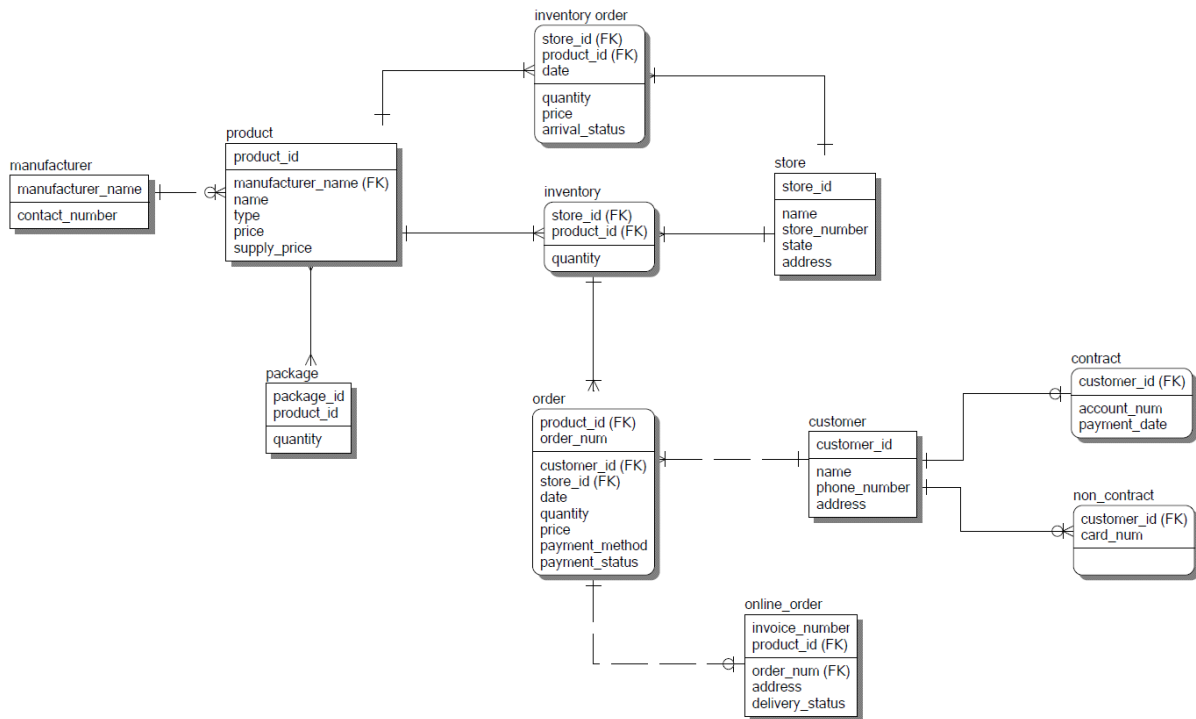 inventory order
store_id (FK)
product_id (FK)
date
quantity
price
arrival_status
product
product_id
manufacturer_name (FK)
name
type
price
supply_price
manufacturer
manufacturer_name
contact_number
store
store_id
name
store_number
state
address
inventory
store_id (FK)
product_id (FK)
quantity
package
package_id
product_id
quantity
order
product_id (FK)
order_num
customer_id (FK)
store_id (FK)
date
quantity
price
payment_method
payment_status
customer
customer_id
name
phone_number
address
contract
customer_id (FK)
account_num
payment_date
non_contract
customer_id (FK)
card_num
online_order
invoice_number
product_id (FK)
order_num (FK)
address
delivery_status